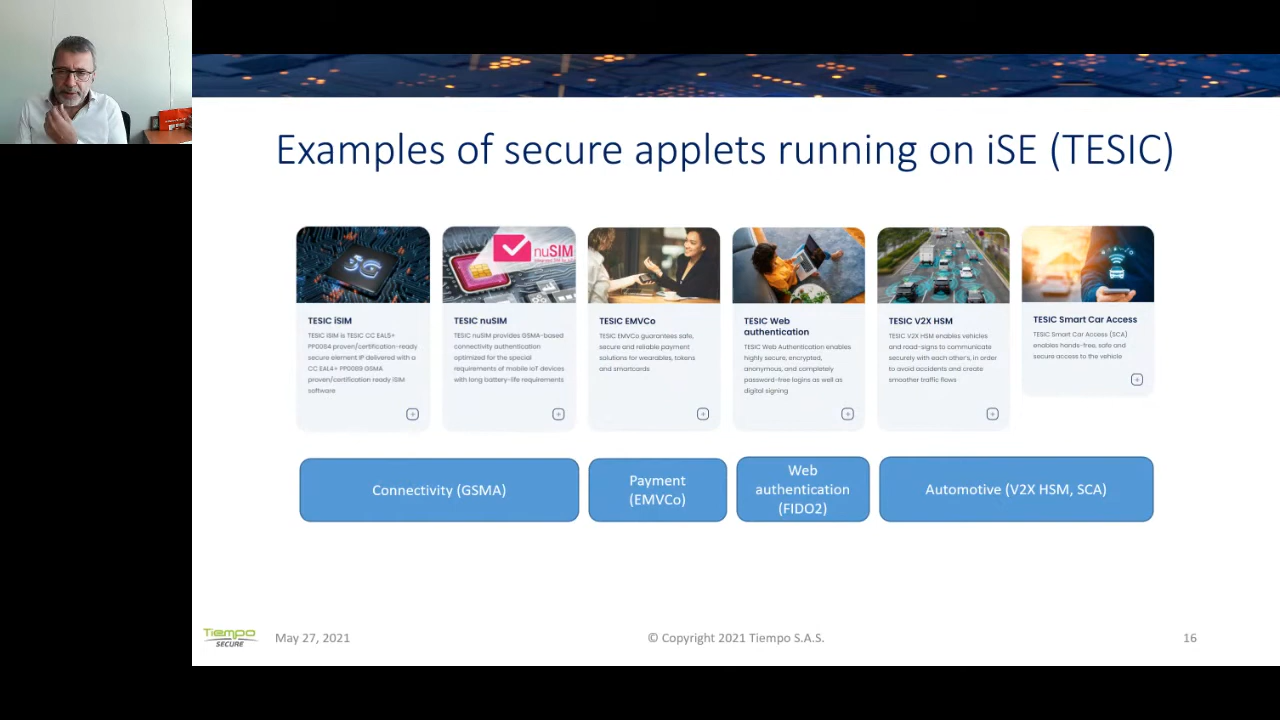 Examples of secure applets running on iSE (TESIC)
5G
nuSIM
TESIC iSIM
TESIC iSIM is TESIC CC EAL5+
PP0084 proven/certification-ready
secure element IP delivered with a
CC EAL4+ PP0089 GSMA
proven/certification ready iSIM
software
TESIC nuSIM
TESIC nuSIM provides GSMA-based
connectivity authentication
optimized for the special
requirements of mobile IoT devices
with long battery-life requirements
TESIC EMVCo
TESIC EMVCo guarantees safe,
secure and reliable payment
solutions for wearables, tokens
and smartcards
TESIC Web
authentication
TESIC Web Authentication enables
highly secure, encrypted,
anonymous, and completely
password-free logins as well as
digital signing
TESIC V2X HSM
TESIC V2X HSM enables vehicles
and road-signs to communicate
securely with each other's, in order
to avoid accidents and create
smoother traffic flows
TESIC Smart Car Access
TESIC Smart Car Access (SCA)
enables hands-free, safe and
secure access to the vehicle
Connectivity (GSMA)
Payment
(EMVCo)
Web
authentication
(FIDO2)
Automotive (V2X HSM, SCA)
Tiempo
SECURE
May 27, 2021
© Copyright 2021 Tiempo S.A.S.
16